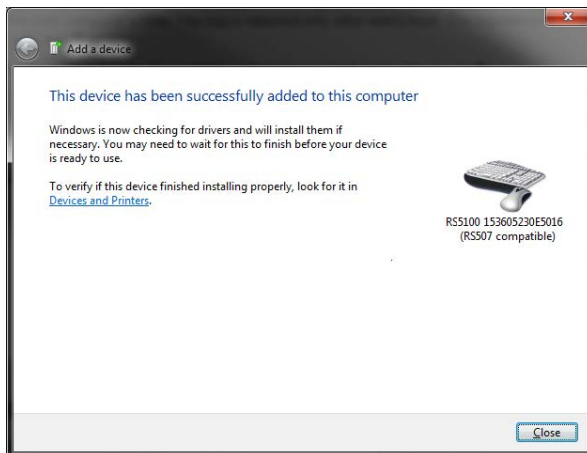 Add a device
This device has been successfully added to this computer
Windows is now checking for drivers and will install them if
necessary. You may need to wait for this to finish before your device
is ready to use.
To verify if this device finished installing properly, look for it in
Devices and Printers.
RS5100 153605230E5016
(RS507 compatible)
Close